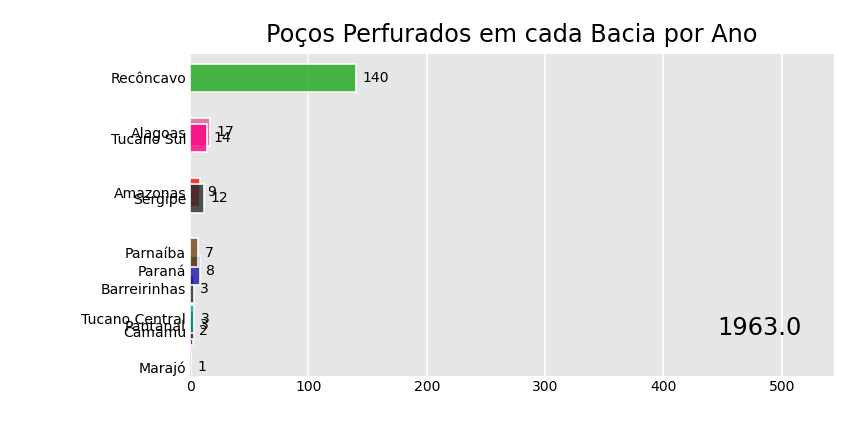 Poços Perfurados em cada Bacia por Ano
Recôncavo 140
Alagoas 17
Tucano Sul 14
Amazonas 9
Sergipe 12
Parnaíba 7
Paraná 8
Barreirinhas 3
Tucano Central 3
Pantanal 3
Camamu 2
1963.0
Marajó 1
0 100 200 300 400 500